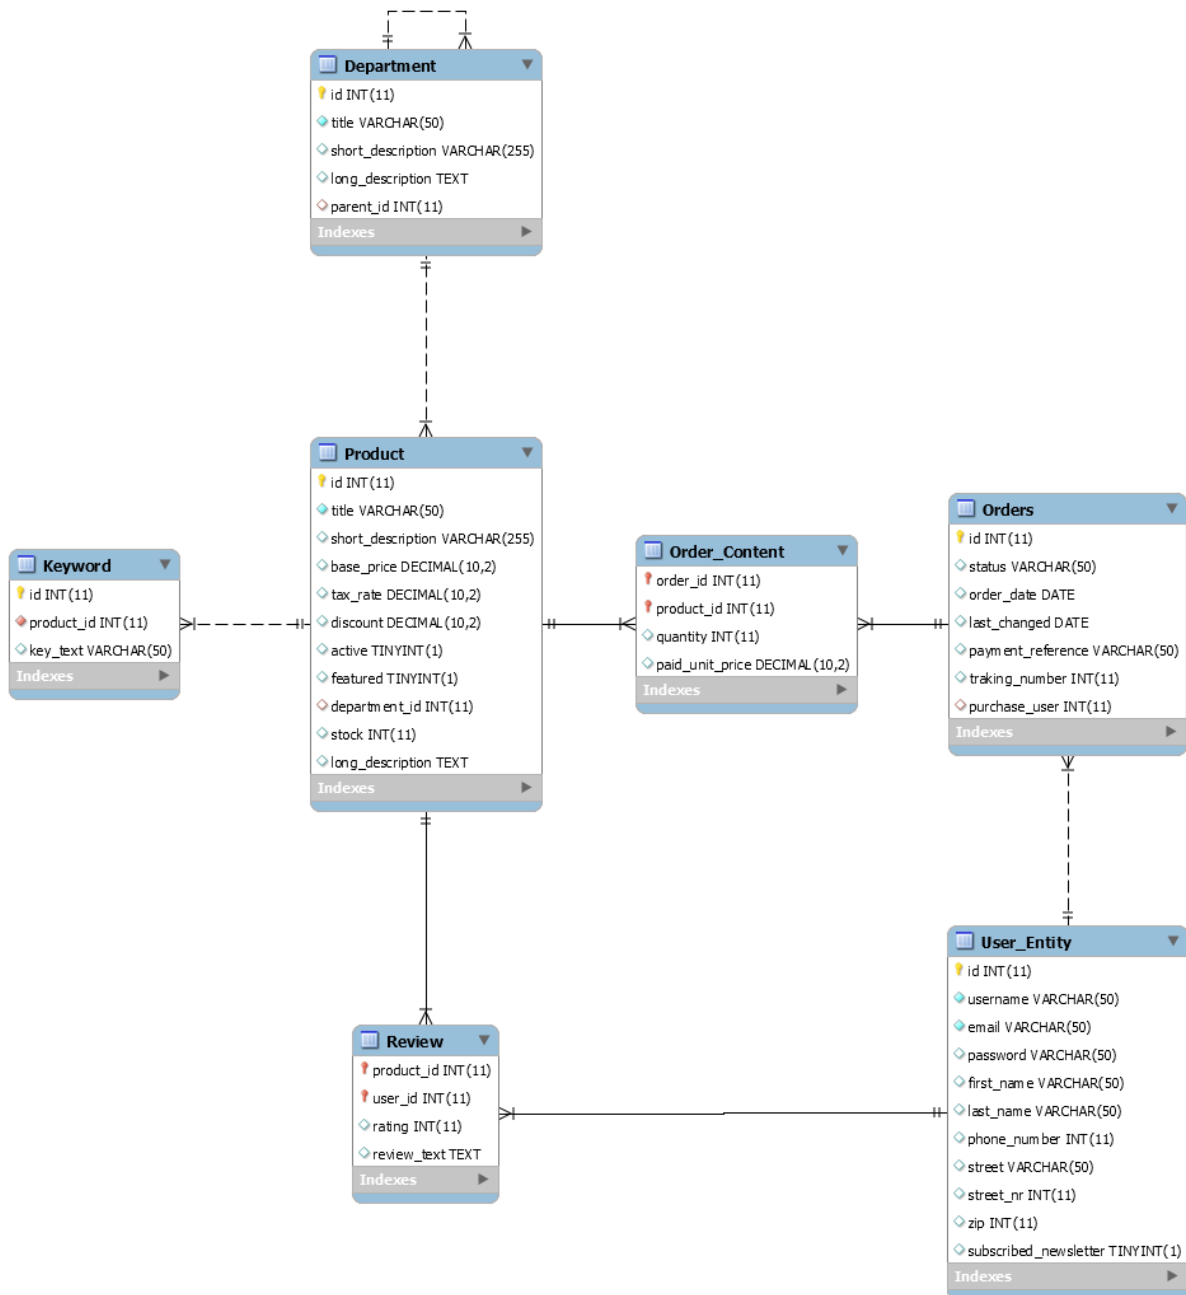 Department
id INT(11)
title VARCHAR(50)
short_description VARCHAR(255)
long_description TEXT
parent_id INT(11)
Indexes
Product
id INT(11)
title VARCHAR(50)
short_description VARCHAR(255)
base_price DECIMAL(10,2)
tax_rate DECIMAL(10,2)
discount DECIMAL(10,2)
active TINYINT(1)
featured TINYINT(1)
department_id INT(11)
stock INT(11)
long_description TEXT
Indexes
Keyword
id INT(11)
product_id INT(11)
key_text VARCHAR(50)
Indexes
Order_Content
order_id INT(11)
product_id INT(11)
quantity INT(11)
paid_unit_price DECIMAL(10,2)
Indexes
Orders
id INT(11)
status VARCHAR(50)
order_date DATE
last_changed DATE
payment_reference VARCHAR(50)
traking_number INT(11)
purchase_user INT(11)
Indexes
Review
product_id INT(11)
user_id INT(11)
rating INT(11)
review_text TEXT
Indexes
User_Entity
id INT(11)
username VARCHAR(50)
email VARCHAR(50)
password VARCHAR(50)
first_name VARCHAR(50)
last_name VARCHAR(50)
phone_number INT(11)
street VARCHAR(50)
street_nr INT(11)
zip INT(11)
subscribed_newsletter TINYINT(1)
Indexes